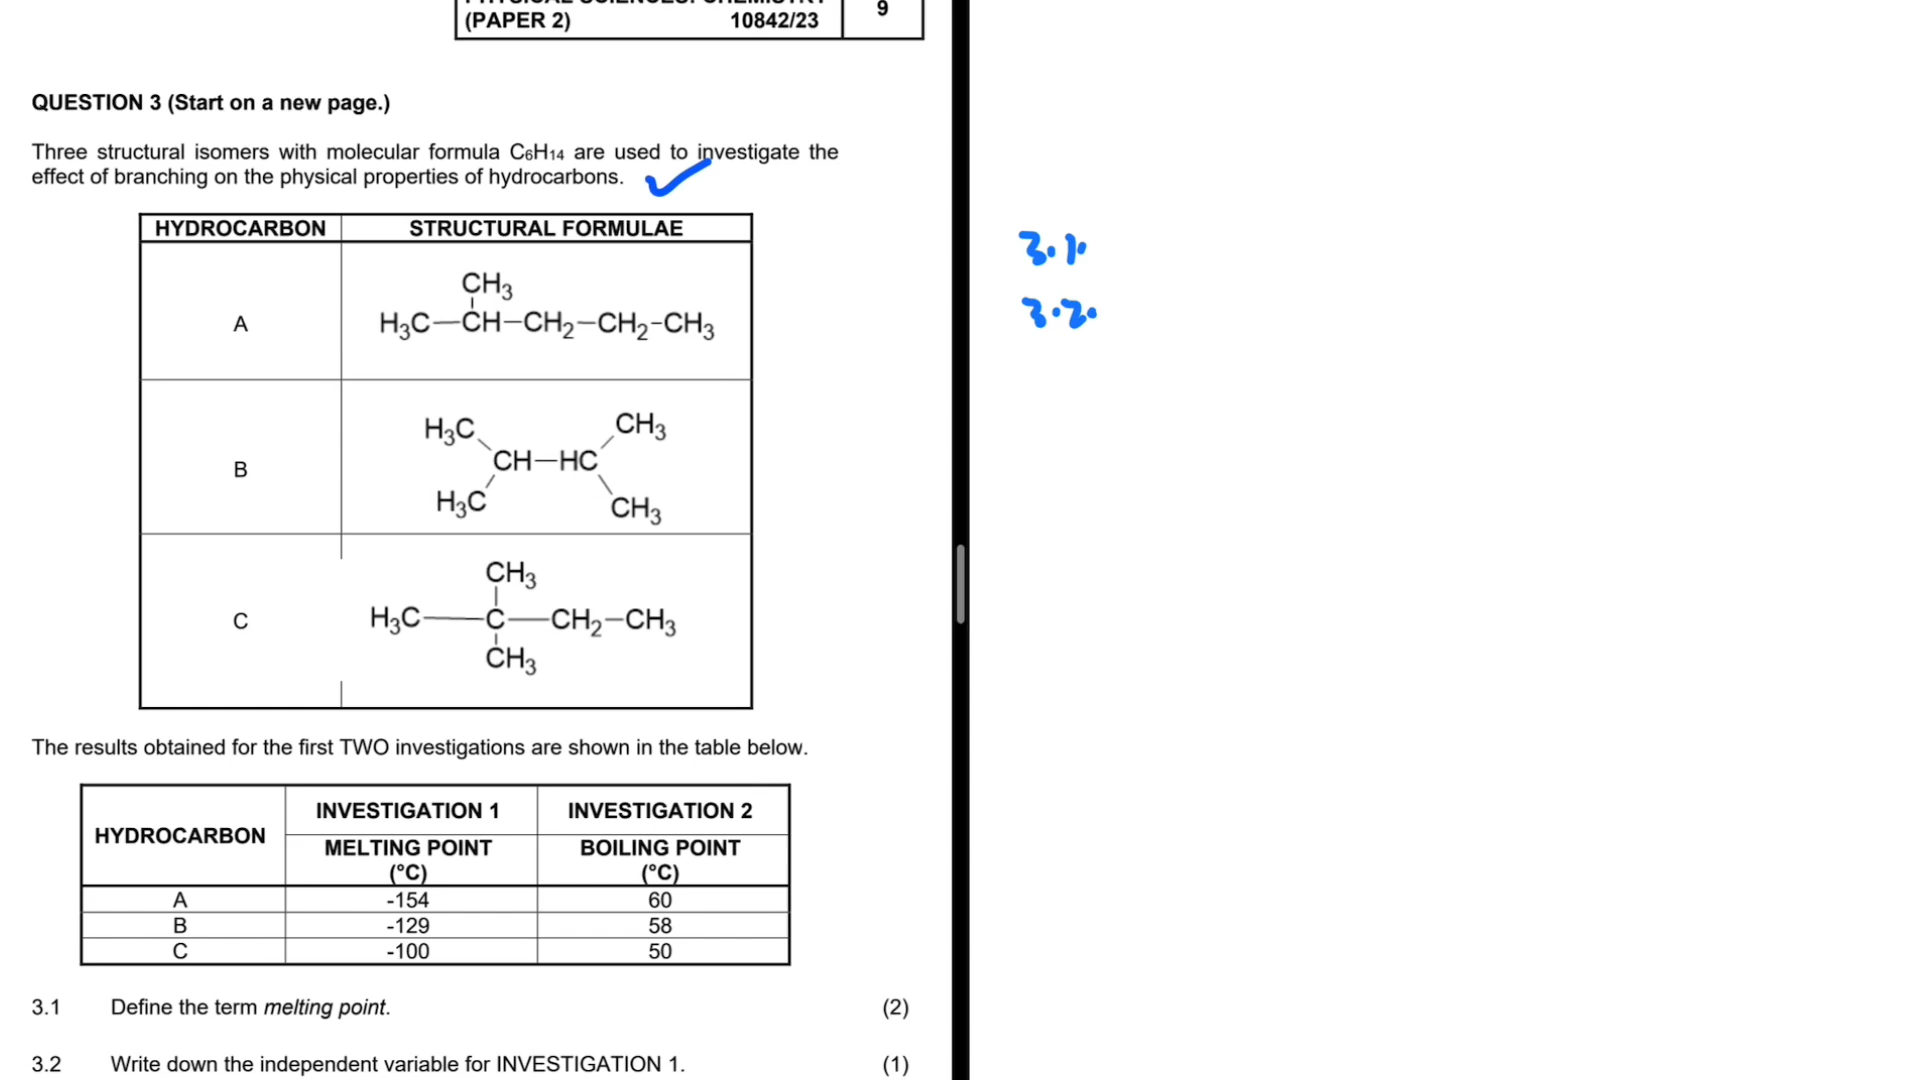 (PAPER 2) 10842/23 9
QUESTION 3 (Start on a new page.)
Three structural isomers with molecular formula C6H14 are used to investigate the
effect of branching on the physical properties of hydrocarbons.
HYDROCARBON STRUCTURAL FORMULAE
CH3
A H3C—CH—CH2—CH2-CH3
H3C CH3
B CH—HC
H3C CH3
CH3
C H3C—C—CH2—CH3
CH3
The results obtained for the first TWO investigations are shown in the table below.
HYDROCARBON INVESTIGATION 1 INVESTIGATION 2
MELTING POINT (°C) BOILING POINT (°C)
A -154 60
B -129 58
C -100 50
3.1 Define the term melting point. (2)
3.2 Write down the independent variable for INVESTIGATION 1. (1)
3.1.
3.2.